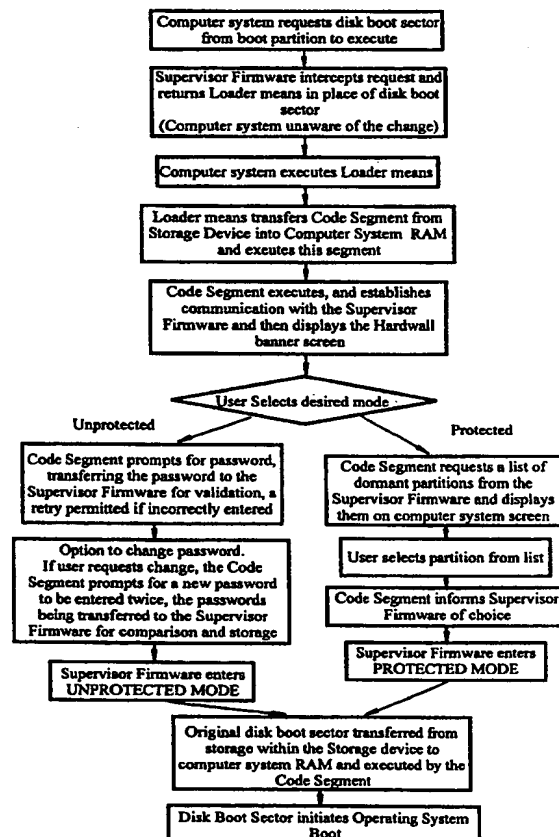 Computer system requests disk boot sector
from boot partition to execute
Supervisor Firmware intercepts request and
returns Loader means in place of disk boot
sector
(Computer system unaware of the change)
Computer system executes Loader means
Loader means transfers Code Segment from
Storage Device into Computer System RAM
and exeutes this segment
Code Segment executes, and establishes
communication with the Supervisor
Firmware and then displays the Hardwall
banner screen
User Selects desired mode
Unprotected
Protected
Code Segment prompts for password,
transferring the password to the
Supervisor Firmware for validation, a
retry permitted if incorrectly entered
Option to change password.
If user requests change, the Code
Segment prompts for a new password
to be entered twice, the passwords
being transferred to the Supervisor
Firmware for comparison and storage
Supervisor Firmware enters
UNPROTECTED MODE
Code Segment requests a list of
dormant partitions from the
Supervisor Firmware and displays
them on computer system screen
User selects partition from list
Code Segment informs Supervisor
Firmware of choice
Supervisor Firmware enters
PROTECTED MODE
Original disk boot sector transferred from
storage within the Storage device to
computer system RAM and executed by the
Code Segment
Disk Boot Sector initiates Operating System
Boot